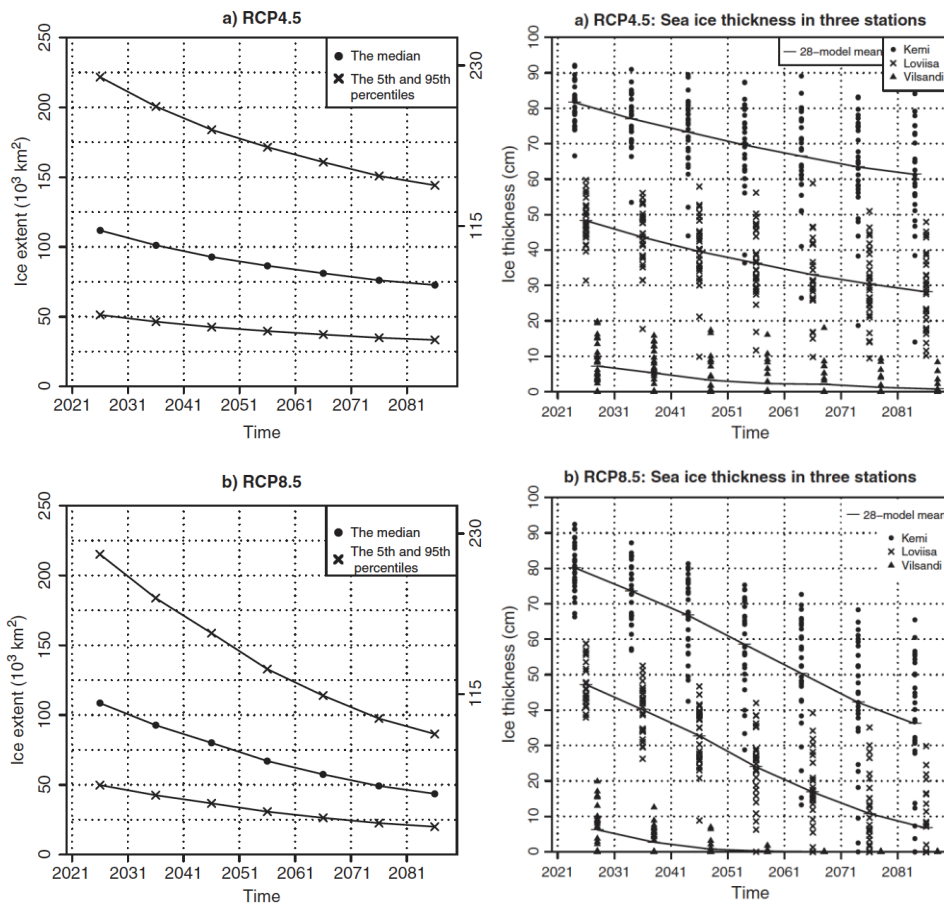 a) RCP4.5
Ice extent (10³ km²)
250
200
150
100
50
0
230
115
The median
The 5th and 95th
percentiles
2021 2031 2041 2051 2061 2071 2081
Time
a) RCP4.5: Sea ice thickness in three stations
Ice thickness (cm)
100
90
80
70
60
50
40
30
20
10
0
28−model mean
Kemi
Loviisa
Vilsandi
2021 2031 2041 2051 2061 2071 2081
Time
b) RCP8.5
Ice extent (10³ km²)
250
200
150
100
50
0
230
115
The median
The 5th and 95th
percentiles
2021 2031 2041 2051 2061 2071 2081
Time
b) RCP8.5: Sea ice thickness in three stations
Ice thickness (cm)
100
90
80
70
60
50
40
30
20
10
0
28−model mean
Kemi
Loviisa
Vilsandi
2021 2031 2041 2051 2061 2071 2081
Time